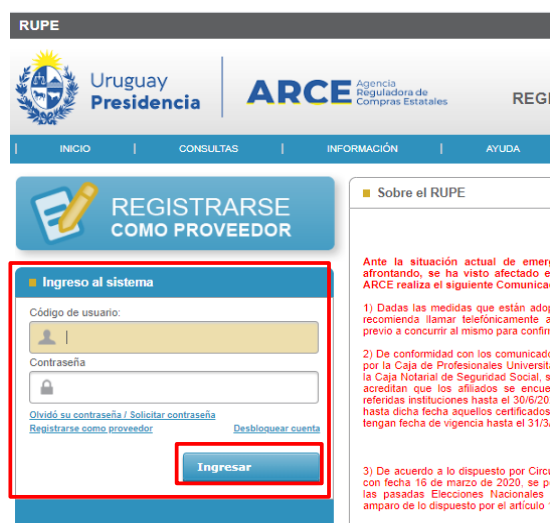 RUPE
Uruguay
Presidencia
ARCE
Agencia
Reguladora de
Compras Estatales
INICIO
CONSULTAS
INFORMACIÓN
AYUDA
REGISTRARSE
COMO PROVEEDOR
Ingreso al sistema
Código de usuario:
Contraseña
Olvidó su contraseña / Solicitar contraseña
Registrarse como proveedor
Desbloquear cuenta
Ingresar
Sobre el RUPE
Ante la situación actual de
afrontando, se ha visto afectado
ARCE realiza el siguiente
1) Dadas las medidas que están
recomienda llamar telefónicamente
previo a concurrir al mismo para
2) De conformidad con los
por la Caja de Profesionales
la Caja Notarial de Seguridad Social,
acreditan que los afiliados se
referidas instituciones hasta el
hasta dicha fecha aquellos certificados
tengan fecha de vigencia hasta el
3) De acuerdo a lo dispuesto por
con fecha 16 de marzo de 2020, se
las pasadas Elecciones Nacionales
amparo de lo dispuesto por el artículo